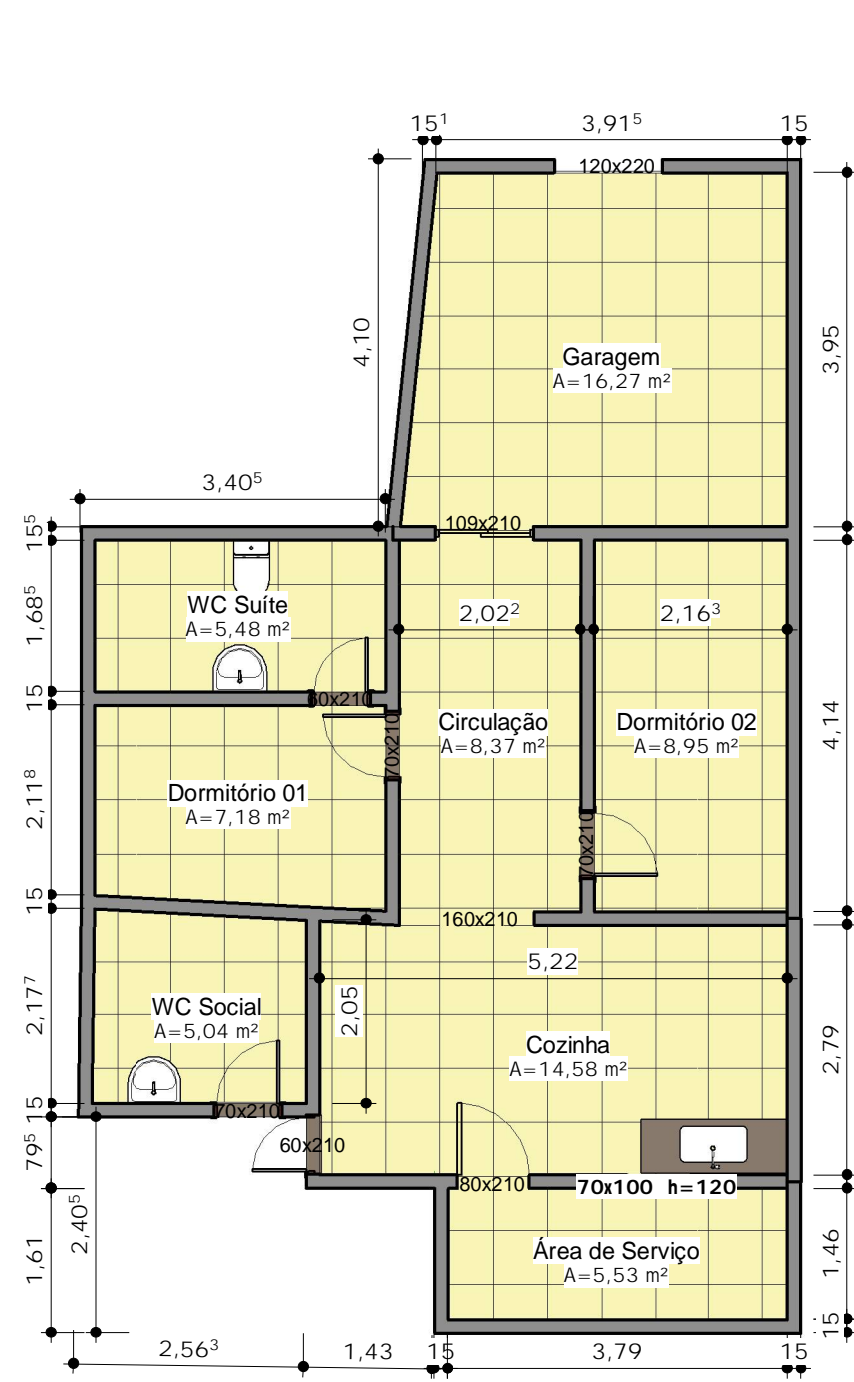 15¹ 3,91⁵ 15
120x220
4,10
3,95
Garagem
A=16,27 m²
3,40⁵
109x210
15⁵
1,68⁵
WC Suíte
A=5,48 m²
2,02² 2,16³
15
60x210
70x210
Circulação
A=8,37 m²
Dormitório 02
A=8,95 m²
4,14
2,11⁸
Dormitório 01
A=7,18 m²
70x210
15
160x210
5,22
2,17⁷
WC Social
A=5,04 m²
2,05
Cozinha
A=14,58 m²
2,79
15
70x210
79⁵
60x210
80x210
70x100 h=120
2,40⁵
1,61
Área de Serviço
A=5,53 m²
1,46
15
2,56³ 1,43 15 3,79 15